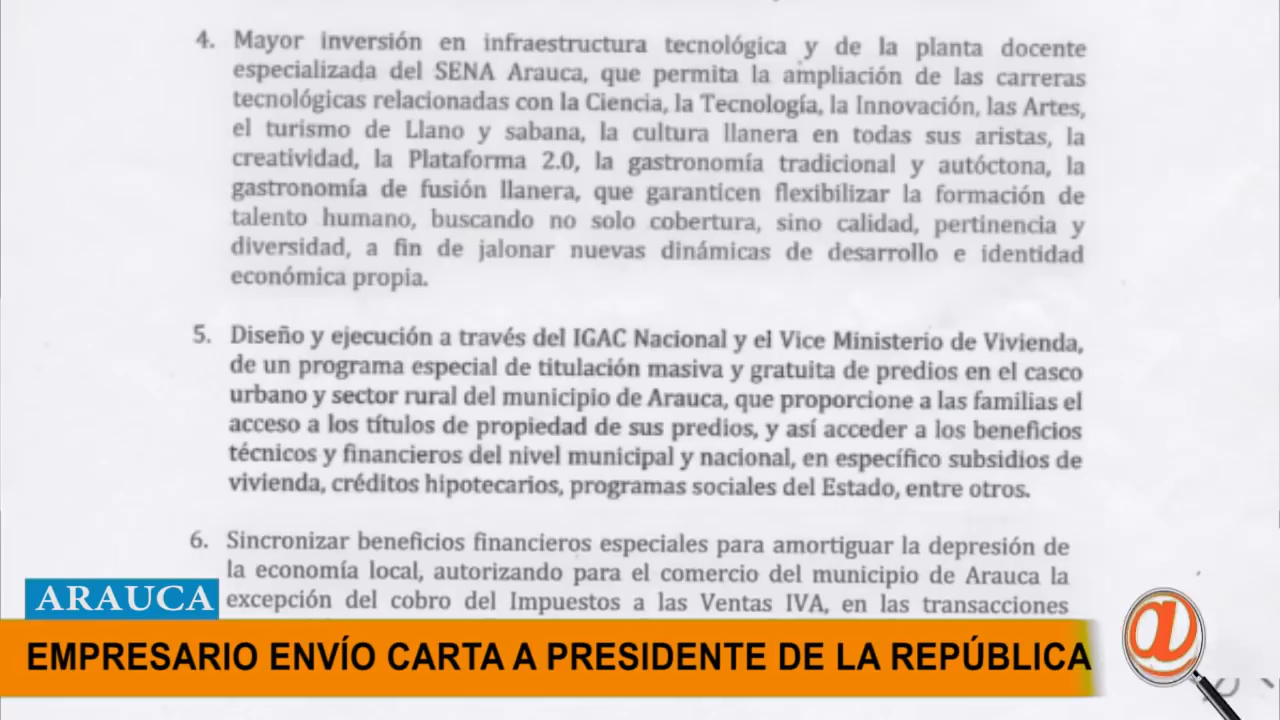 4. Mayor inversión en infraestructura tecnológica y de la planta docente
especializada del SENA Arauca, que permita la ampliación de las carreras
tecnológicas relacionadas con la Ciencia, la Tecnología, la Innovación, las Artes,
el turismo de Llano y sabana, la cultura llanera en todas sus aristas, la
creatividad, la Plataforma 2.0, la gastronomía tradicional y autóctona, la
gastronomía de fusión llanera, que garanticen flexibilizar la formación de
talento humano, buscando no solo cobertura, sino calidad, pertinencia y
diversidad, a fin de jalonar nuevas dinámicas de desarrollo e identidad
económica propia.
5. Diseño y ejecución a través del IGAC Nacional y el Vice Ministerio de Vivienda,
de un programa especial de titulación masiva y gratuita de predios en el casco
urbano y sector rural del municipio de Arauca, que proporcione a las familias el
acceso a los títulos de propiedad de sus predios, y así acceder a los beneficios
técnicos y financieros del nivel municipal y nacional, en específico subsidios de
vivienda, créditos hipotecarios, programas sociales del Estado, entre otros.
6. Sincronizar beneficios financieros especiales para amortiguar la depresión de
la economía local, autorizando para el comercio del municipio de Arauca la
excepción del cobro del Impuestos a las Ventas IVA, en las transacciones
ARAUCA
EMPRESARIO ENVÍO CARTA A PRESIDENTE DE LA REPÚBLICA
@